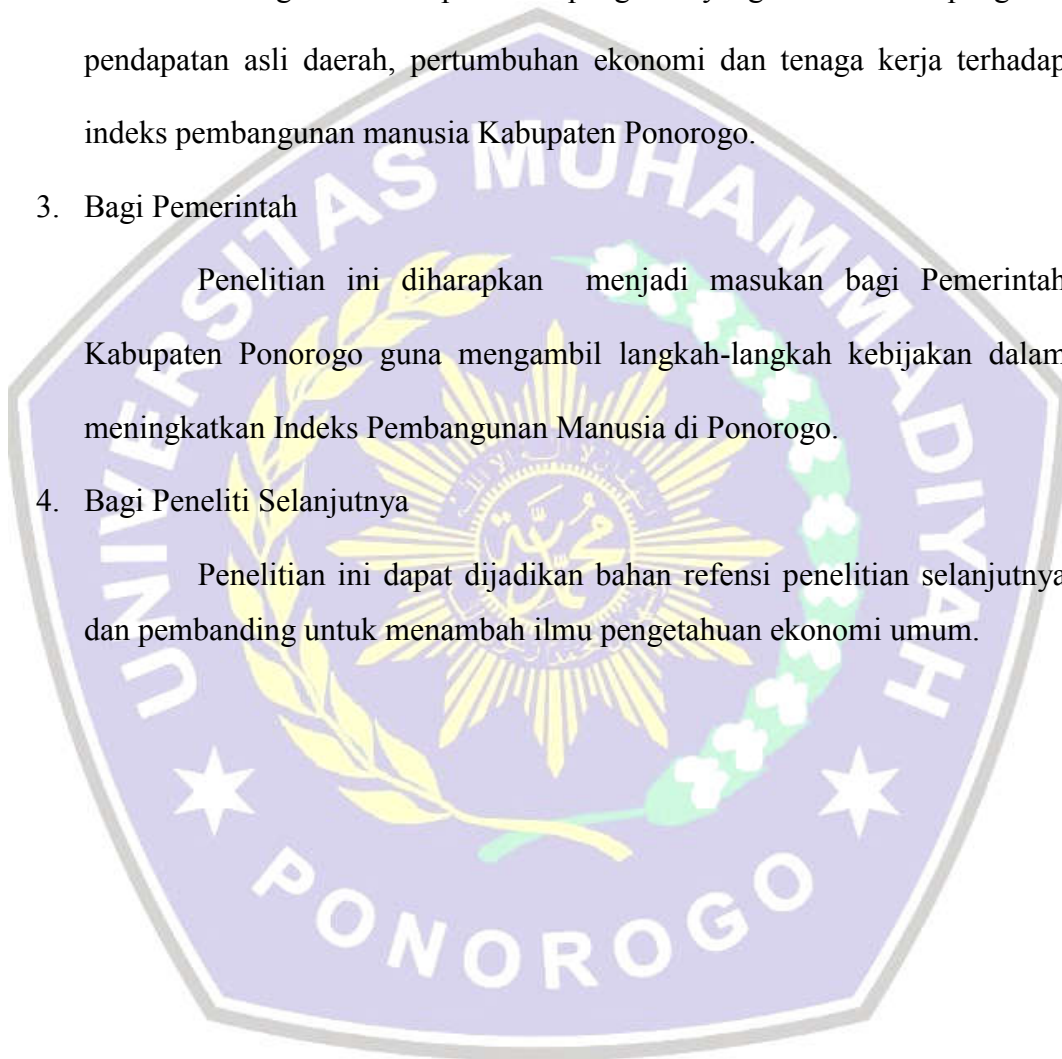 pendapatan asli daerah, pertumbuhan ekonomi dan tenaga kerja terhadap
indeks pembangunan manusia Kabupaten Ponorogo.
3. Bagi Pemerintah
Penelitian ini diharapkan menjadi masukan bagi Pemerintah
Kabupaten Ponorogo guna mengambil langkah-langkah kebijakan dalam
meningkatkan Indeks Pembangunan Manusia di Ponorogo.
4. Bagi Peneliti Selanjutnya
Penelitian ini dapat dijadikan bahan refensi penelitian selanjutnya
dan pembanding untuk menambah ilmu pengetahuan ekonomi umum.
UNIVERSITAS MUHAMMADIYAH
PONOROGO